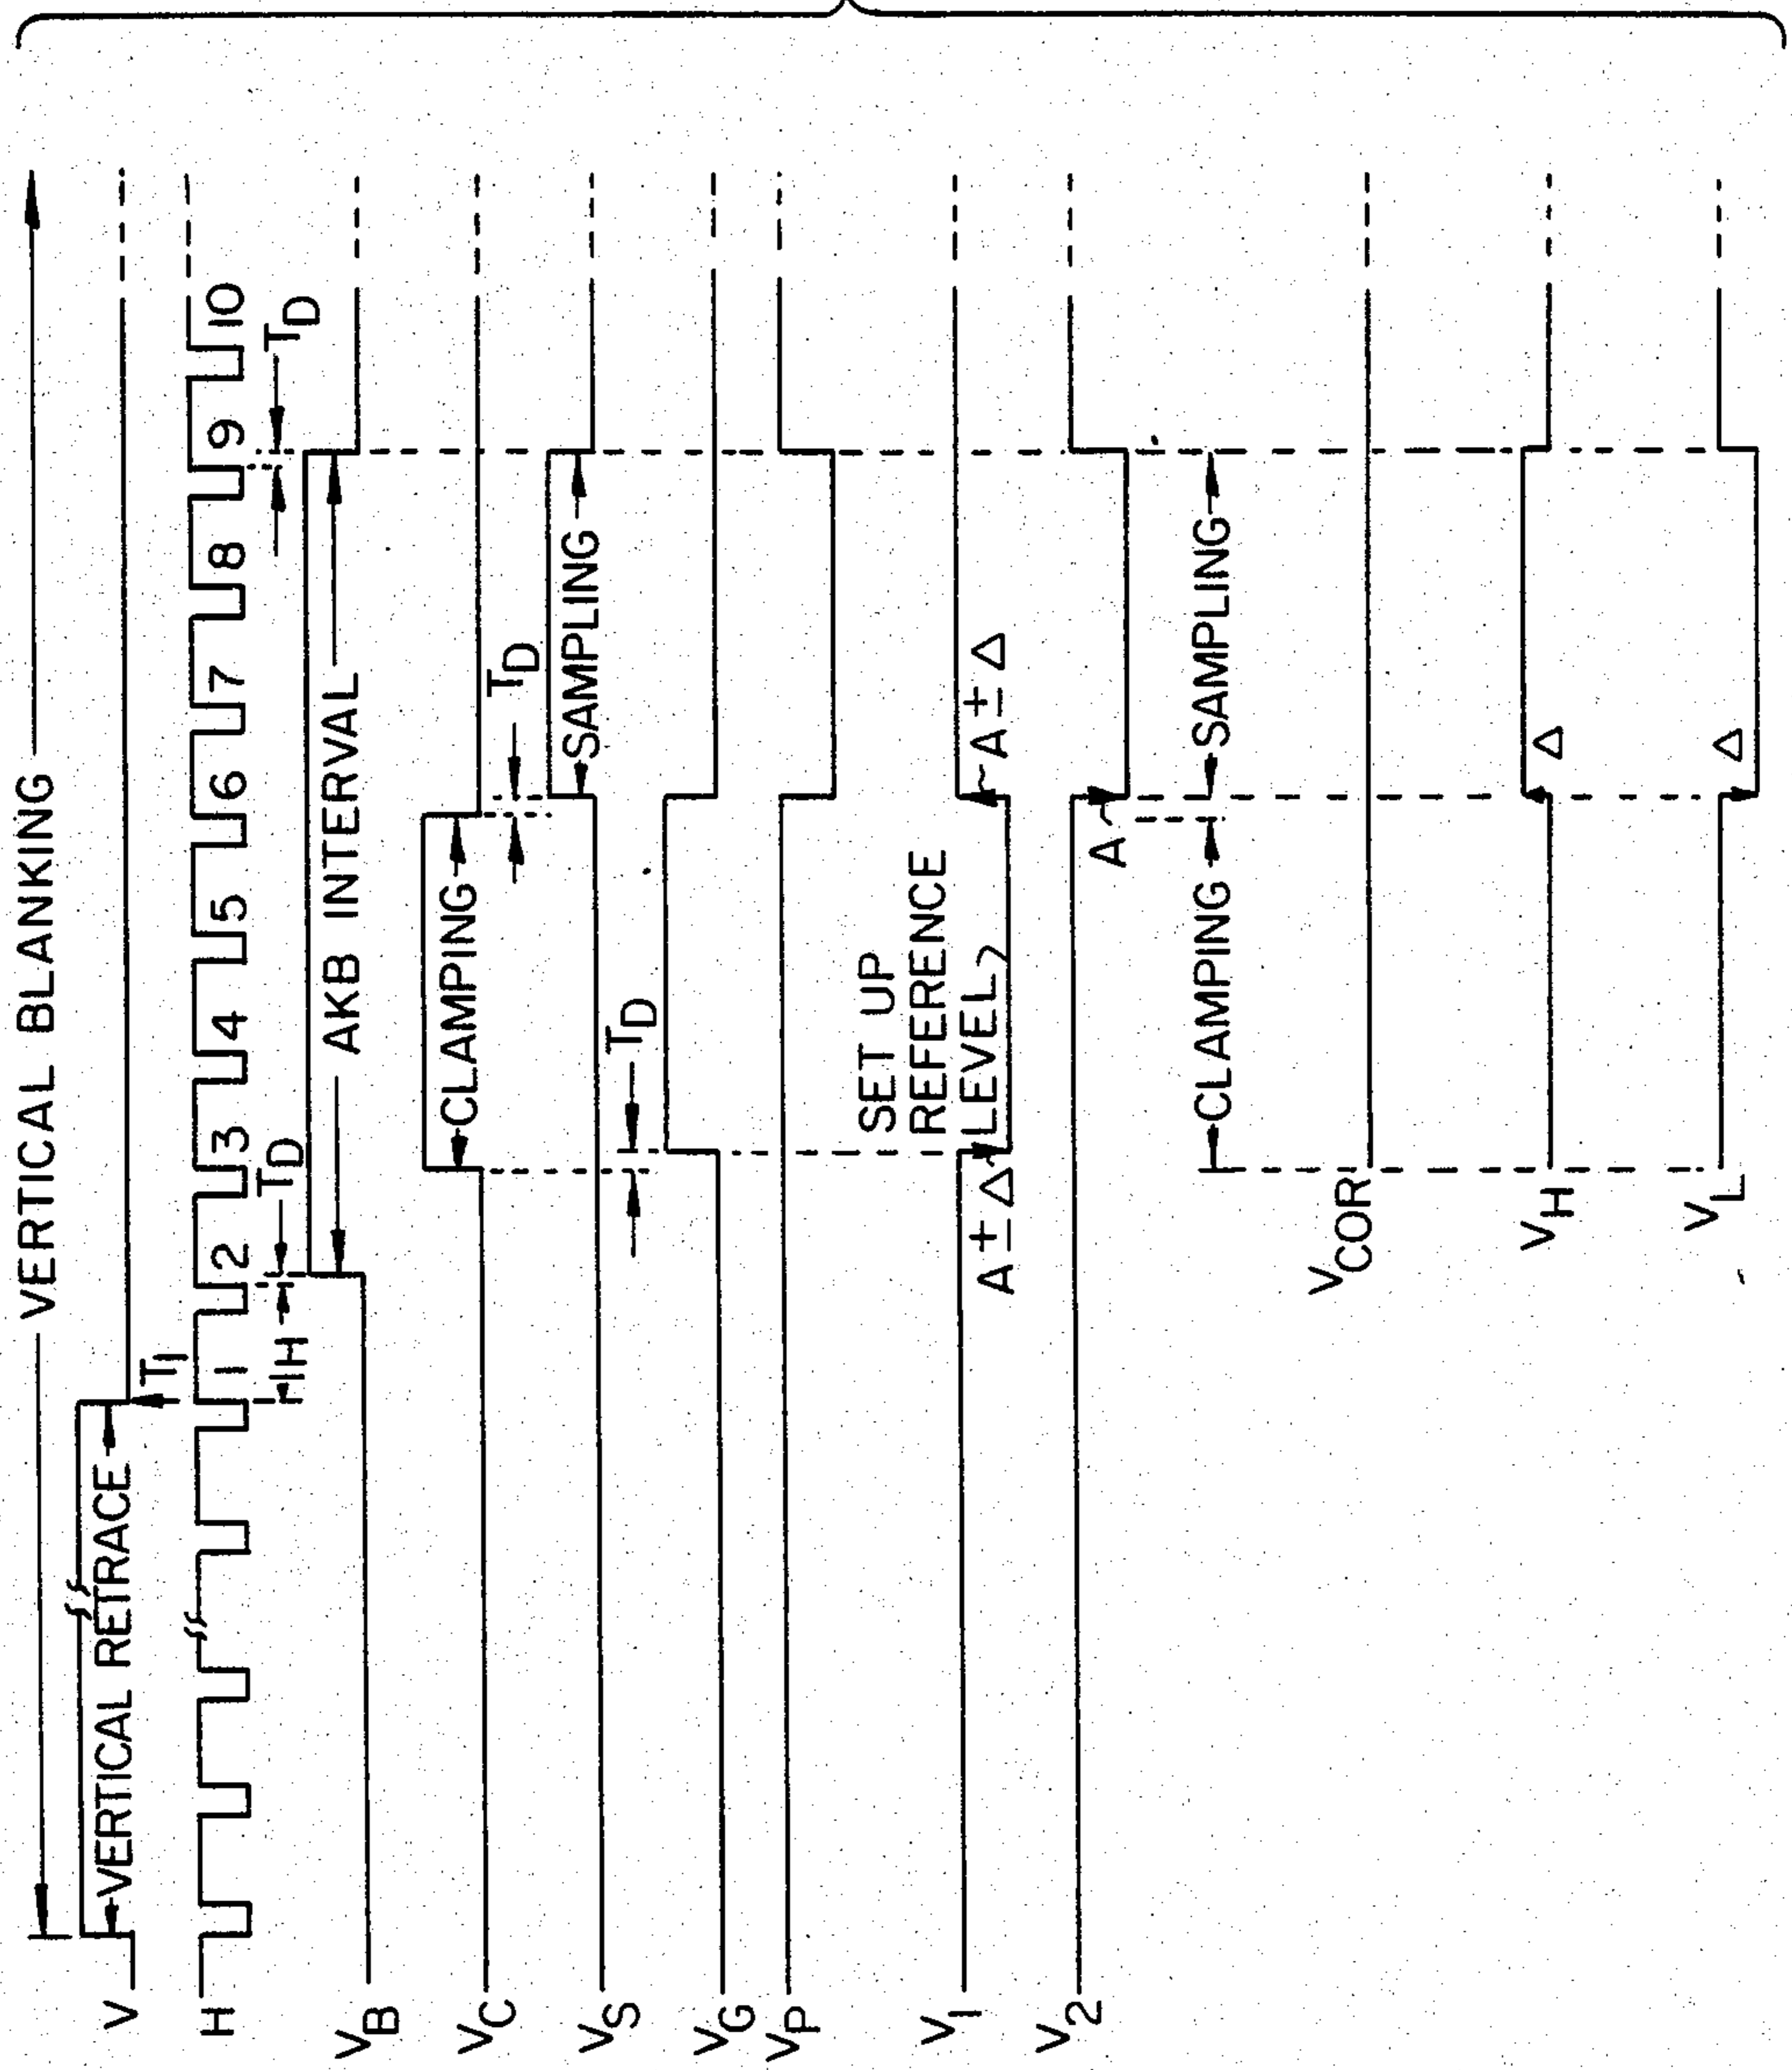 VERTICAL BLANKING
V
VERTICAL RETRACE
T1
H
1 2 3 4 5 6 7 8 9 10
1H
TD
TD
VB
AKB INTERVAL
VC
CLAMPING
TD
VS
SAMPLING
TD
VG
VP
SET UP
REFERENCE
LEVEL
V1
A±Δ
A±Δ
V2
A
CLAMPING
SAMPLING
VCOR
VH
Δ
VL
Δ